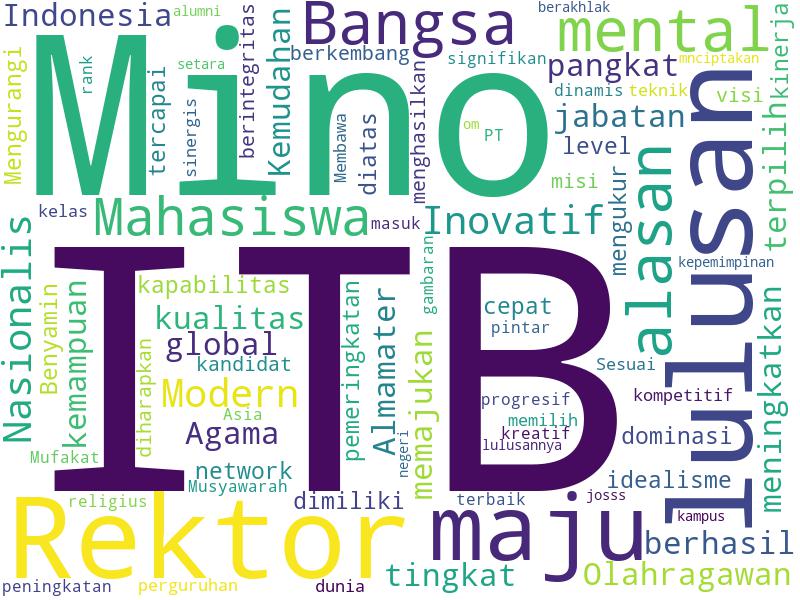 Indonesia
alumni
Bangsa
berakhlak
mental
Mino
rank
setara
tercapai
sinergis
berintegritas
Kemudahan
berkembang
signifikan
pangkat
mnciptakan
dinamis
teknik
visi
kinerja
Mengurangi
Membawa
diatas
menghasilkan
om
PT
jabatan
level
misi
terpilih
lulusan
kelas
Mahasiswa
masuk
Inovatif
mengukur
alasan
Nasionalis
ITB
gambaran
kepemimpinan
kapabilitas
kualitas
global
kandidat
Benyamin
kemampuan
diharapkan
Modern
Asia
Agama
pemeringkatan
Almamater
negeri
memajukan
cepat
pintar
progresif
memilih
kreatif
lulusannya
Sesuai
kompetitif
dominasi
meningkatkan
Mufakat
network
Musyawarah
religius
dimiliki
terbaik
idealisme
josss
kampus
Rektor
maju
berhasil
peningkatan
perguruhan
dunia
tingkat
Olahragawan